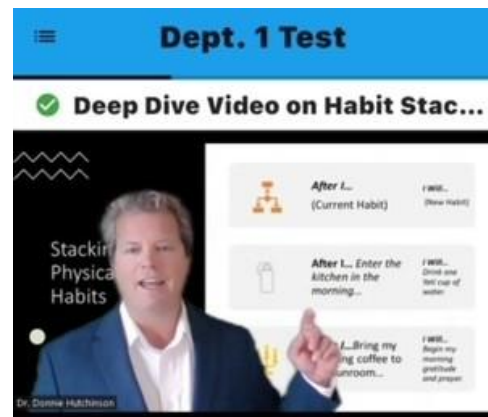 Dept. 1 Test
Deep Dive Video on Habit Stac...
Stackin
Physica
Habits
After I...
(Current Habit)
I Will...
(New Habit)
After I... Enter the
kitchen in the
morning...
I Will...
Drink one
cup of
water.
I...Bring my
ng coffee to
unroom...
I Will...
Begin my
morning
gratitude
and prayer.
Dr. Donnie Hutchinson